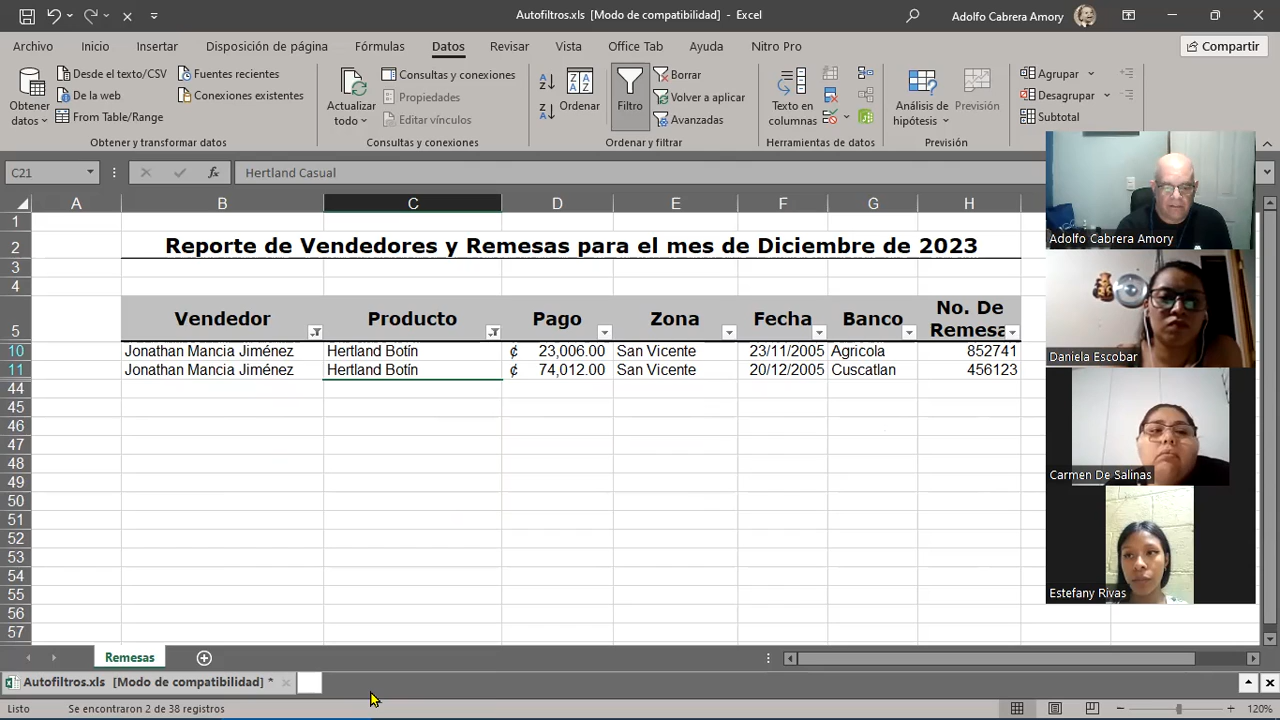 Autofiltros.xls [Modo de compatibilidad] - Excel
Adolfo Cabrera Amory
Archivo Inicio Insertar Disposición de página Fórmulas Datos Revisar Vista Office Tab Ayuda Nitro Pro Compartir
Obtener datos
Desde el texto/CSV
De la web
From Table/Range
Fuentes recientes
Conexiones existentes
Obtener y transformar datos
Actualizar todo
Consultas y conexiones
Propiedades
Editar vínculos
Consultas y conexiones
Ordenar
Filtro
Borrar
Volver a aplicar
Avanzadas
Ordenar y filtrar
Texto en columnas
Herramientas de datos
Análisis de hipótesis
Previsión
Previsión
Agrupar
Desagrupar
Subtotal
C21 fx Hertland Casual
A B C D E F G H
1
2 Reporte de Vendedores y Remesas para el mes de Diciembre de 2023
3
4
5 Vendedor Producto Pago Zona Fecha Banco No. De Remesa
10 Jonathan Mancia Jiménez Hertland Botín ₡ 23,006.00 San Vicente 23/11/2005 Agricola 852741
11 Jonathan Mancia Jiménez Hertland Botín ₡ 74,012.00 San Vicente 20/12/2005 Cuscatlan 456123
44
45
46
47
48
49
50
51
52
53
54
55
56
57
Adolfo Cabrera Amory
Daniela Escobar
Carmen De Salinas
Estefany Rivas
Remesas
Autofiltros.xls [Modo de compatibilidad] *
Listo Se encontraron 2 de 38 registros 120%